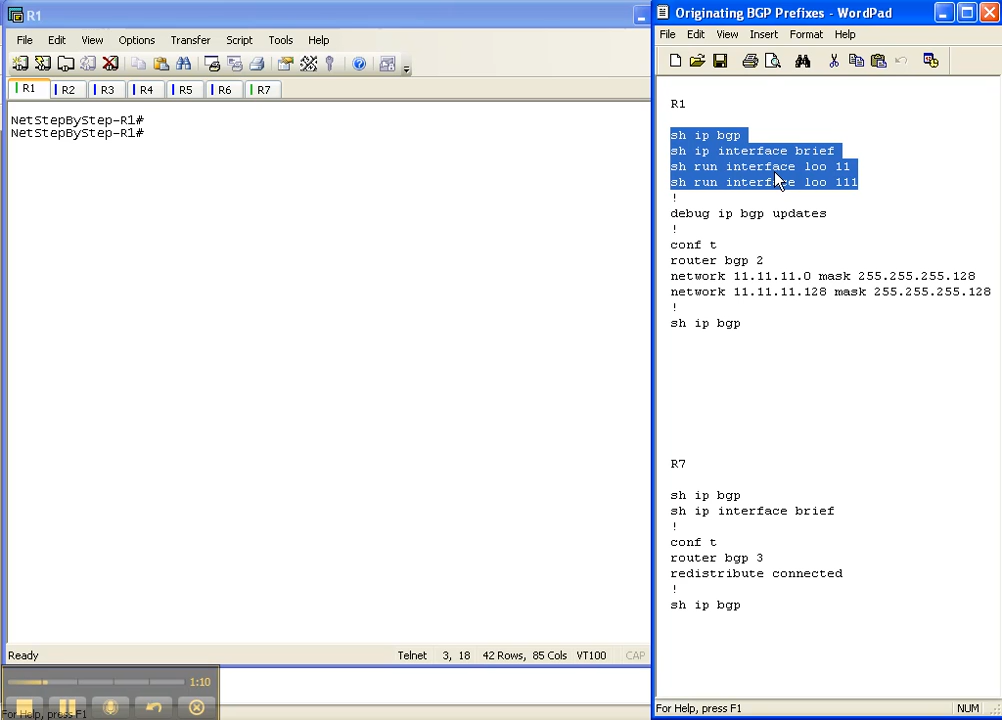 R1
File Edit View Options Transfer Script Tools Help
R1 R2 R3 R4 R5 R6 R7
NetStepByStep-R1#
NetStepByStep-R1#
Ready Telnet 3, 18 42 Rows, 85 Cols VT100 CAP
1:10
For Help, press F1
Originating BGP Prefixes - WordPad
File Edit View Insert Format Help
R1
sh ip bgp
sh ip interface brief
sh run interface loo 11
sh run interface loo 111
!
debug ip bgp updates
!
conf t
router bgp 2
network 11.11.11.0 mask 255.255.255.128
network 11.11.11.128 mask 255.255.255.128
!
sh ip bgp
R7
sh ip bgp
sh ip interface brief
!
conf t
router bgp 3
redistribute connected
!
sh ip bgp
For Help, press F1 NUM